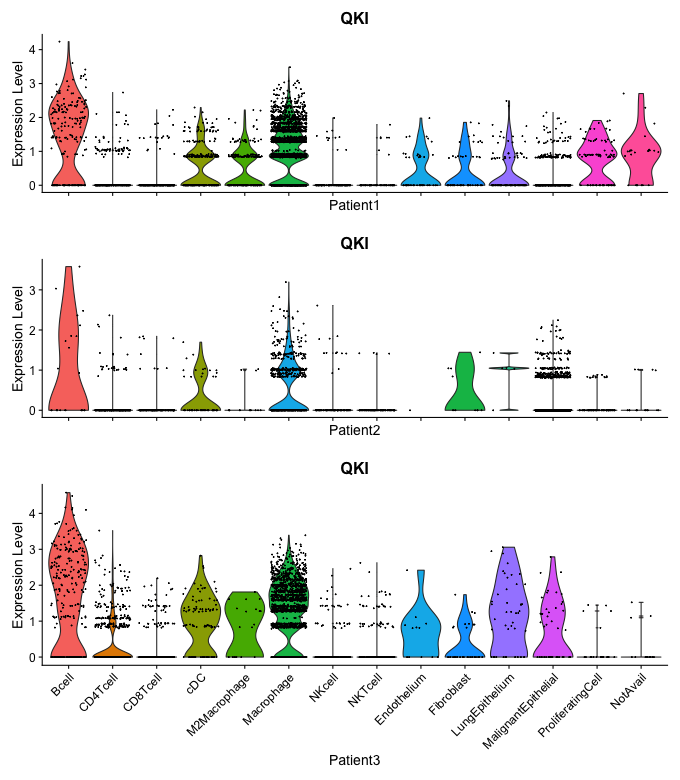 QKI
Expression Level
4
3
2
1
0
Patient1
QKI
Expression Level
3
2
1
0
Patient2
QKI
Expression Level
4
3
2
1
0
Bcell
CD4Tcell
CD8Tcell
cDC
M2Macrophage
Macrophage
NKcell
NKTcell
Endothelium
Fibroblast
LungEpithelium
MalignantEpithelial
ProliferatingCell
NotAvail
Patient3